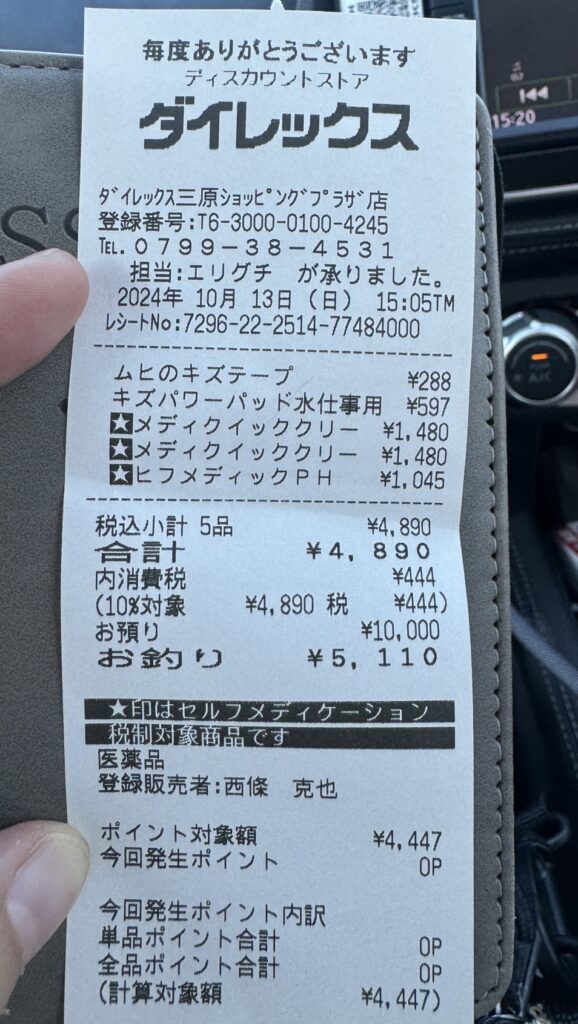 毎度ありがとうございます
ディスカウントストア
ダイレックス
ﾀﾞｲﾚｯｸｽ三原ｼｮｯﾋﾟﾝｸﾞﾌﾟﾗｻﾞ店
登録番号:T6-3000-0100-4245
℡.0799-38-4531
担当:エリグチ が承りました。
2024年 10月 13日 (日) 15:05TM
ﾚｼｰﾄNo:7296-22-2514-77484000
ムヒのキズテープ ¥288
キズパワーパッド水仕事用 ¥597
★メディクイッククリー ¥1,480
★メディクイッククリー ¥1,480
★ヒフメディックPH ¥1,045
税込小計 5品 ¥4,890
合計 ¥4,890
内消費税 ¥444
(10%対象 ¥4,890 税 ¥444)
お預り ¥10,000
お釣り ¥5,110
★印はセルフメディケーション
税制対象商品です
医薬品
登録販売者:西條 克也
ポイント対象額 ¥4,447
今回発生ポイント 0P
今回発生ポイント内訳
単品ポイント合計 0P
全品ポイント合計 0P
(計算対象額 ¥4,447)
15:20
A/C